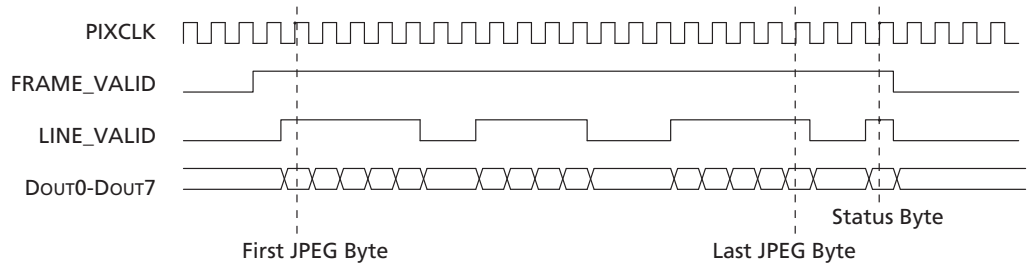 PIXCLK
FRAME_VALID
LINE_VALID
DOUT0-DOUT7
Status Byte
First JPEG Byte
Last JPEG Byte